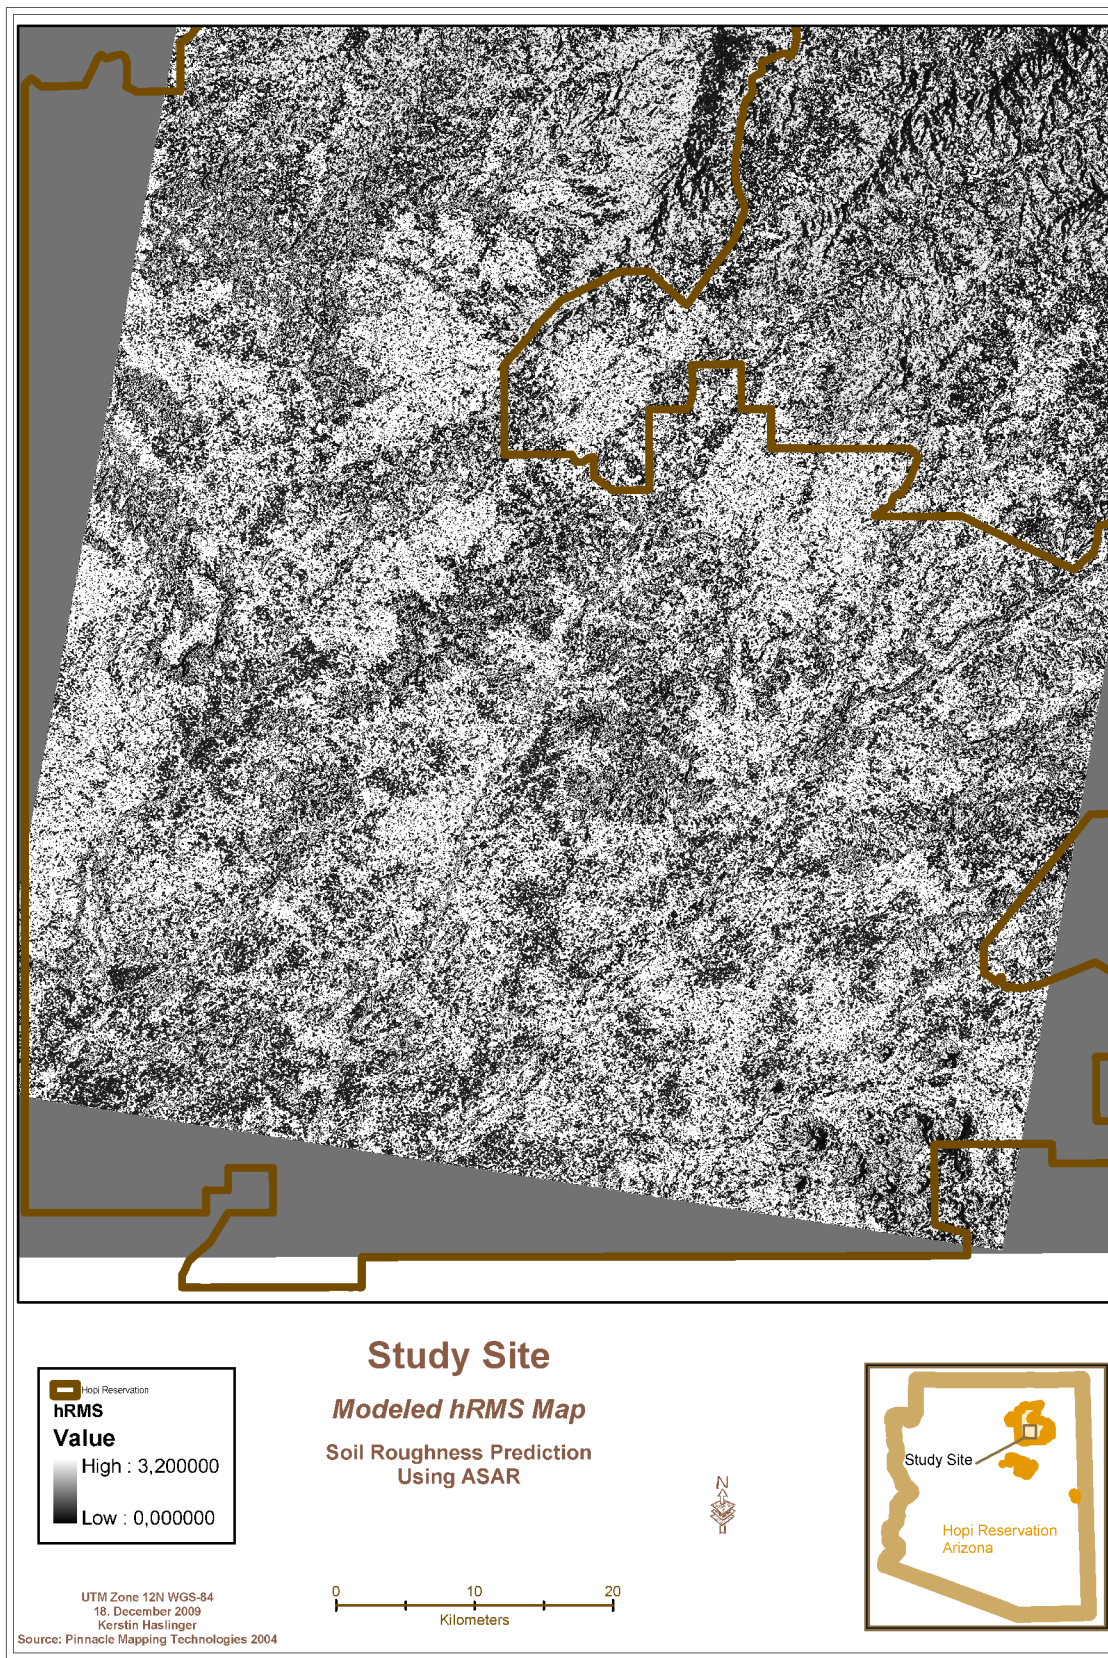 Study Site
Modeled hRMS Map
Soil Roughness Prediction
Using ASAR
Hopi Reservation
hRMS
Value
High : 3,200000
Low : 0,000000
N
Study Site
Hopi Reservation
Arizona
UTM Zone 12N WGS-84
18. December 2009
Kerstin Haslinger
Source: Pinnacle Mapping Technologies 2004
0 10 20
Kilometers